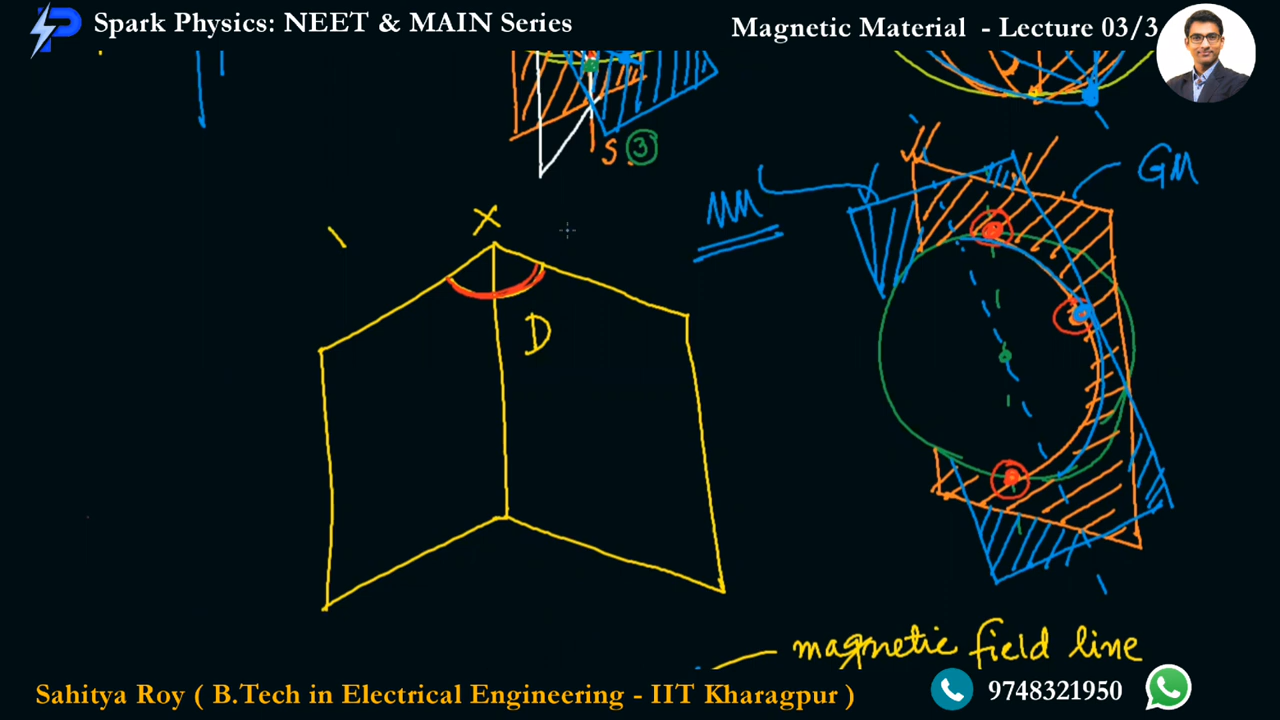 Spark Physics: NEET & MAIN Series
Magnetic Material - Lecture 03/3
S
3
MM
GM
X
D
magnetic field line
Sahitya Roy ( B.Tech in Electrical Engineering - IIT Kharagpur )
9748321950